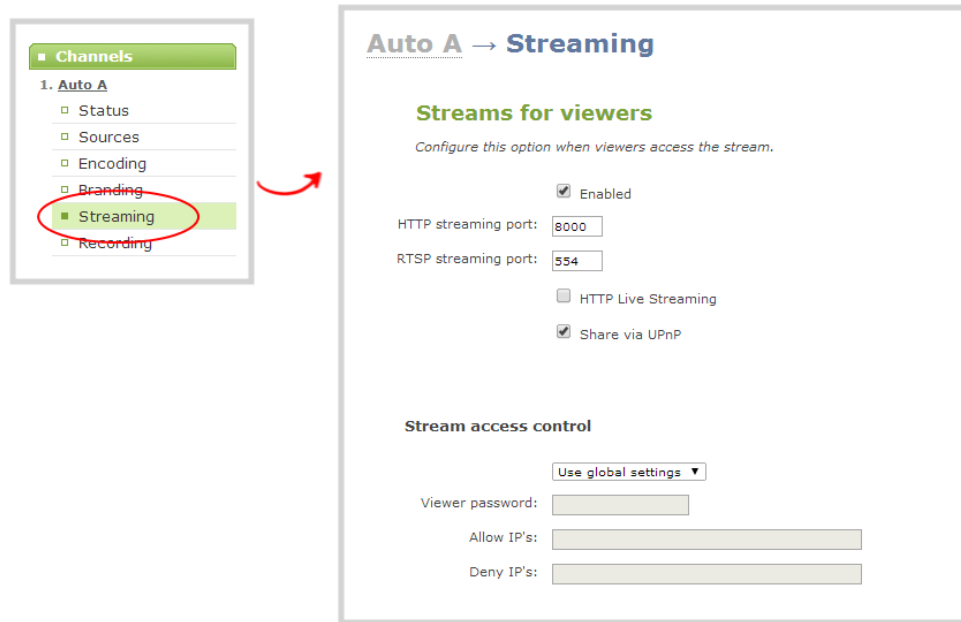 Channels
1. Auto A
Status
Sources
Encoding
Branding
Streaming
Recording
Auto A → Streaming
Streams for viewers
Configure this option when viewers access the stream.
Enabled
HTTP streaming port: 8000
RTSP streaming port: 554
HTTP Live Streaming
Share via UPnP
Stream access control
Use global settings
Viewer password:
Allow IP's:
Deny IP's: